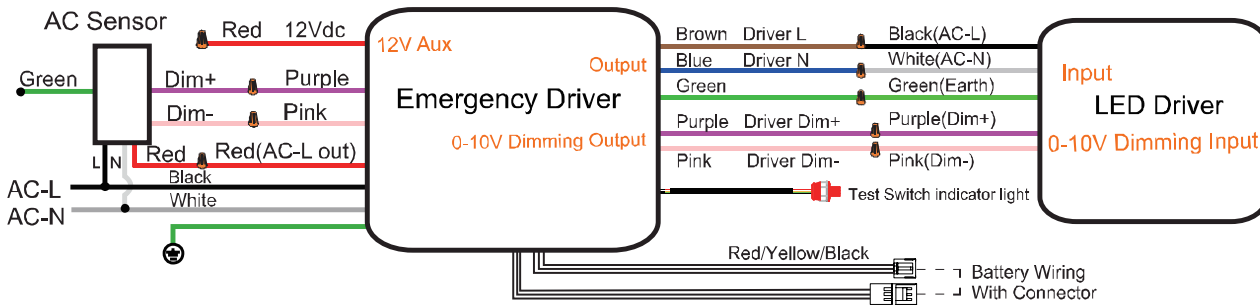 AC Sensor
Red 12Vdc
12V Aux
Green
Dim+ Purple
Dim- Pink
L N
Red Red(AC-L out)
AC-L Black
AC-N White
Emergency Driver
Output
0-10V Dimming Output
Brown Driver L Black(AC-L)
Blue Driver N White(AC-N)
Green Green(Earth)
Purple Driver Dim+ Purple(Dim+)
Pink Driver Dim- Pink(Dim-)
Test Switch indicator light
Input
LED Driver
0-10V Dimming Input
Red/Yellow/Black
Battery Wiring
With Connector